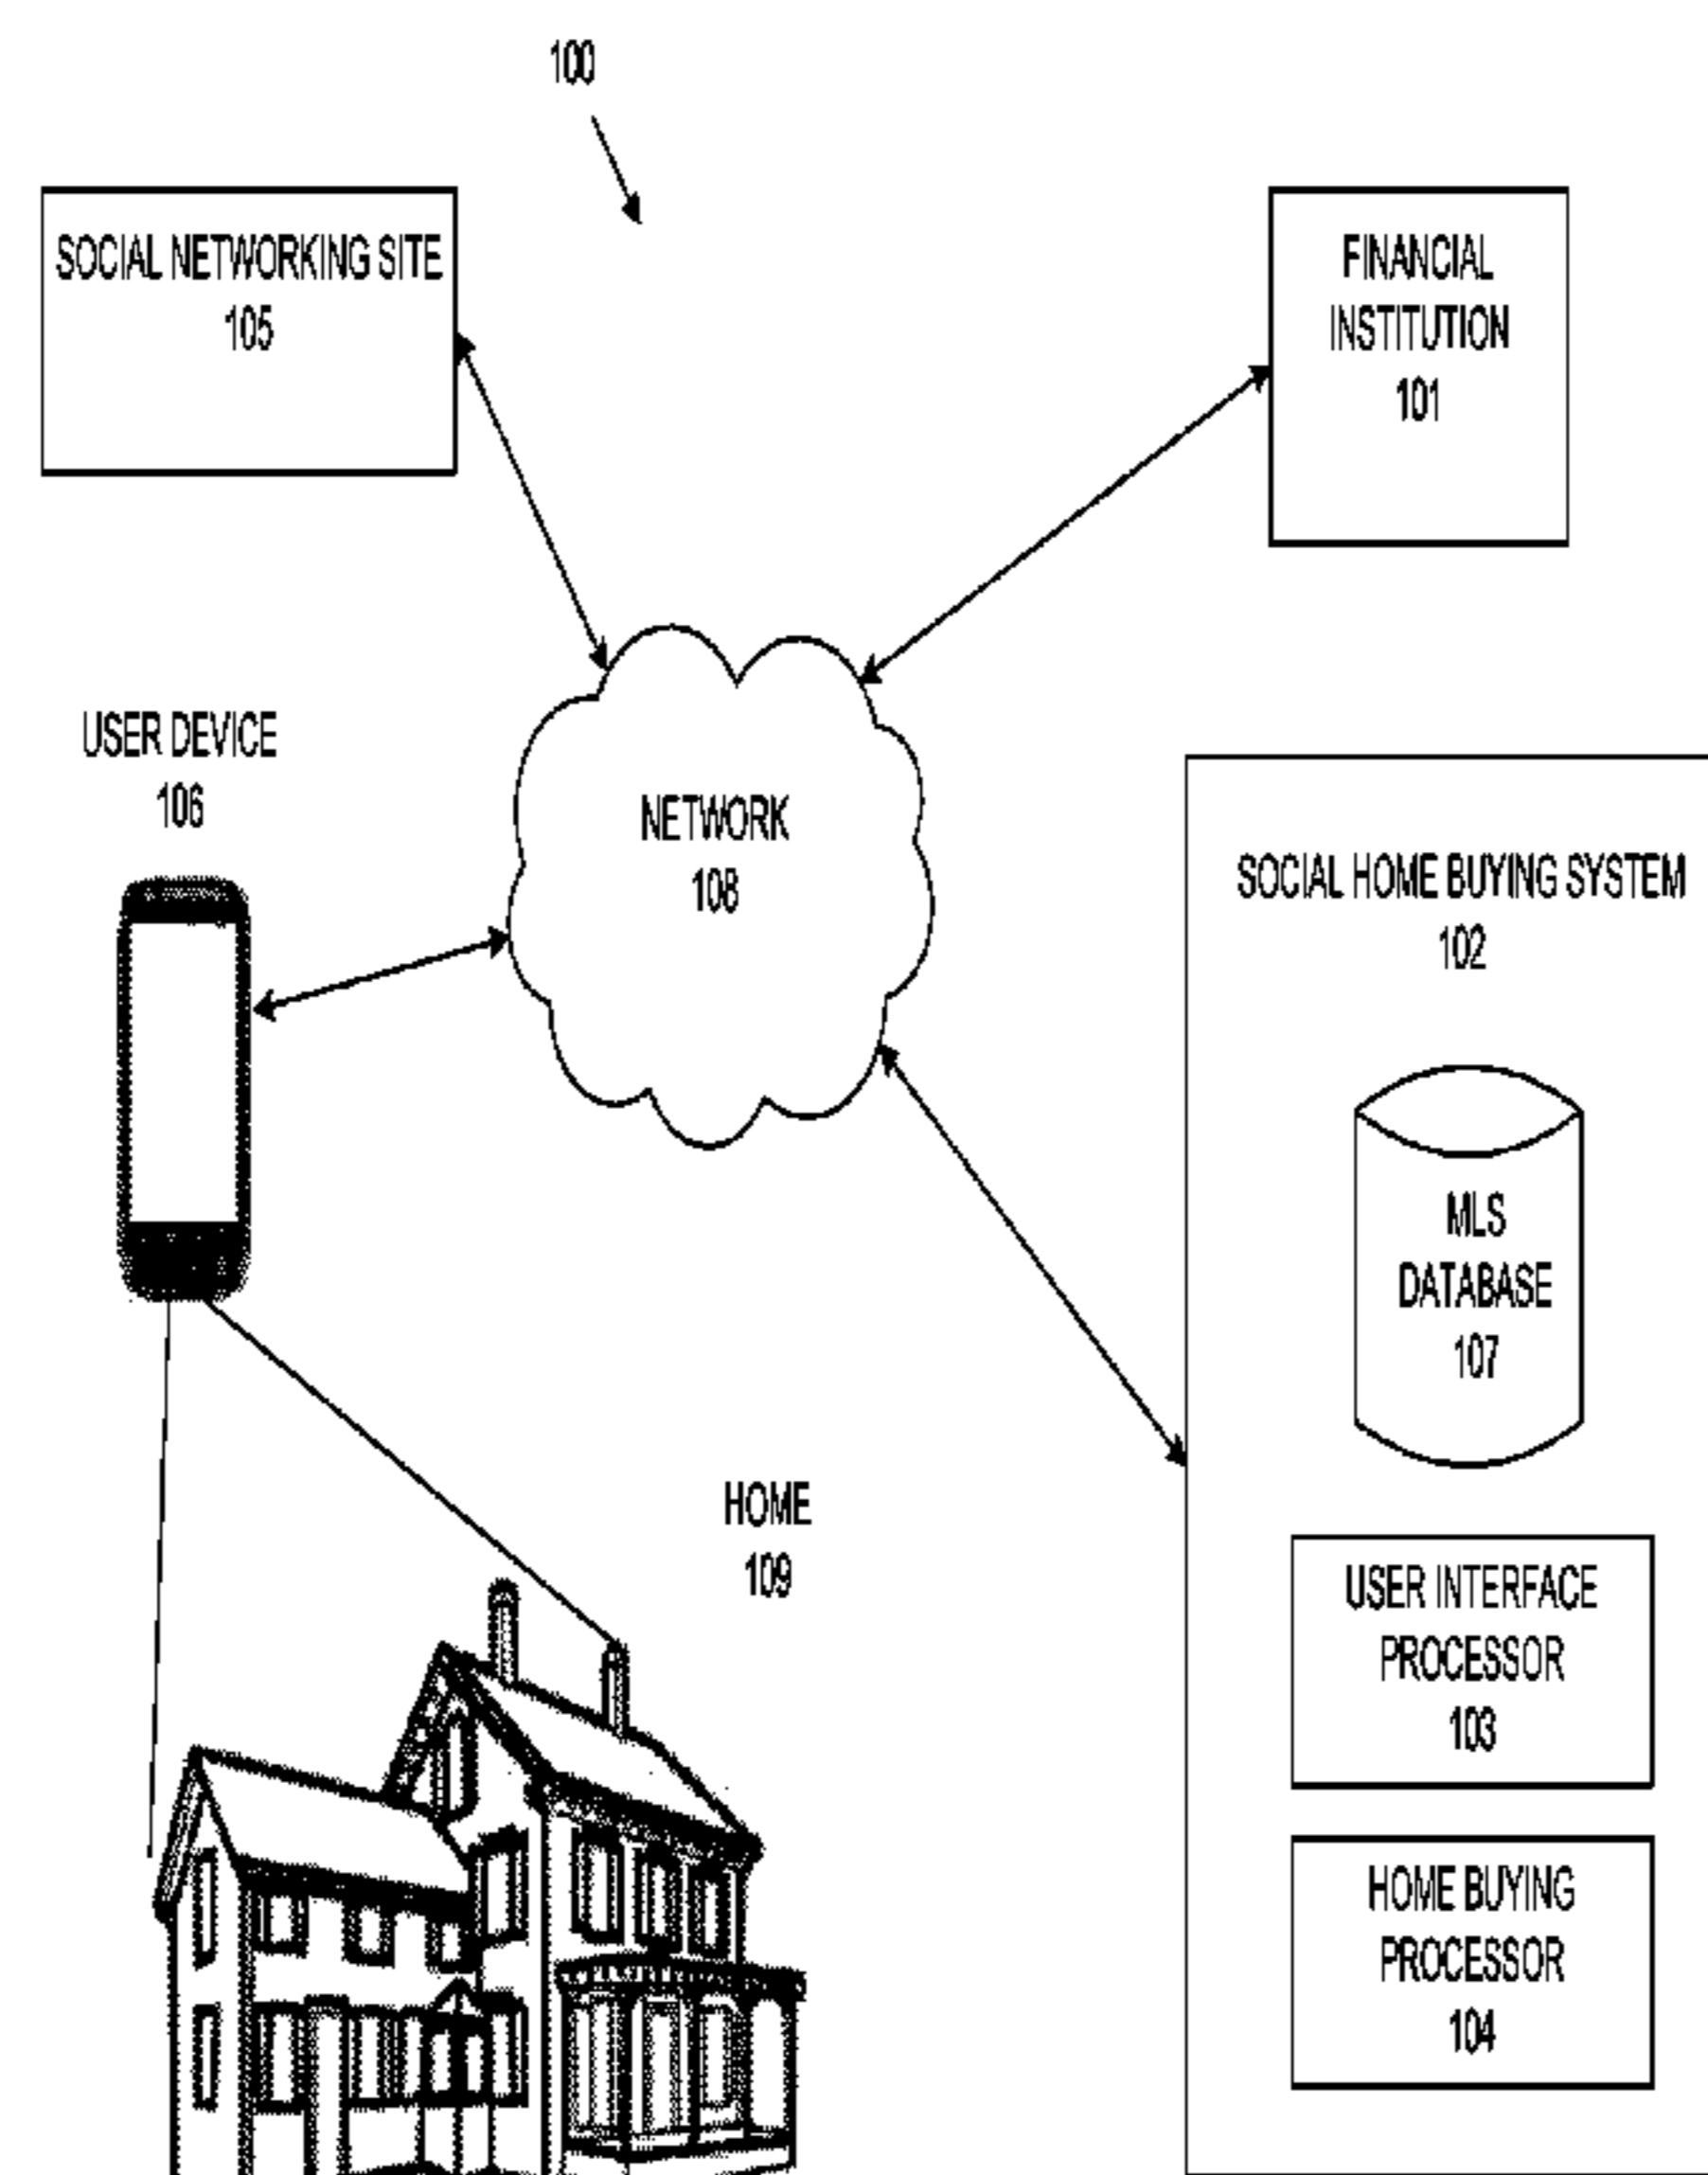 100
SOCIAL NETWORKING SITE
105
FINANCIAL
INSTITUTION
101
USER DEVICE
106
NETWORK
108
SOCIAL HOME BUYING SYSTEM
102
MLS
DATABASE
107
HOME
109
USER INTERFACE
PROCESSOR
103
HOME BUYING
PROCESSOR
104